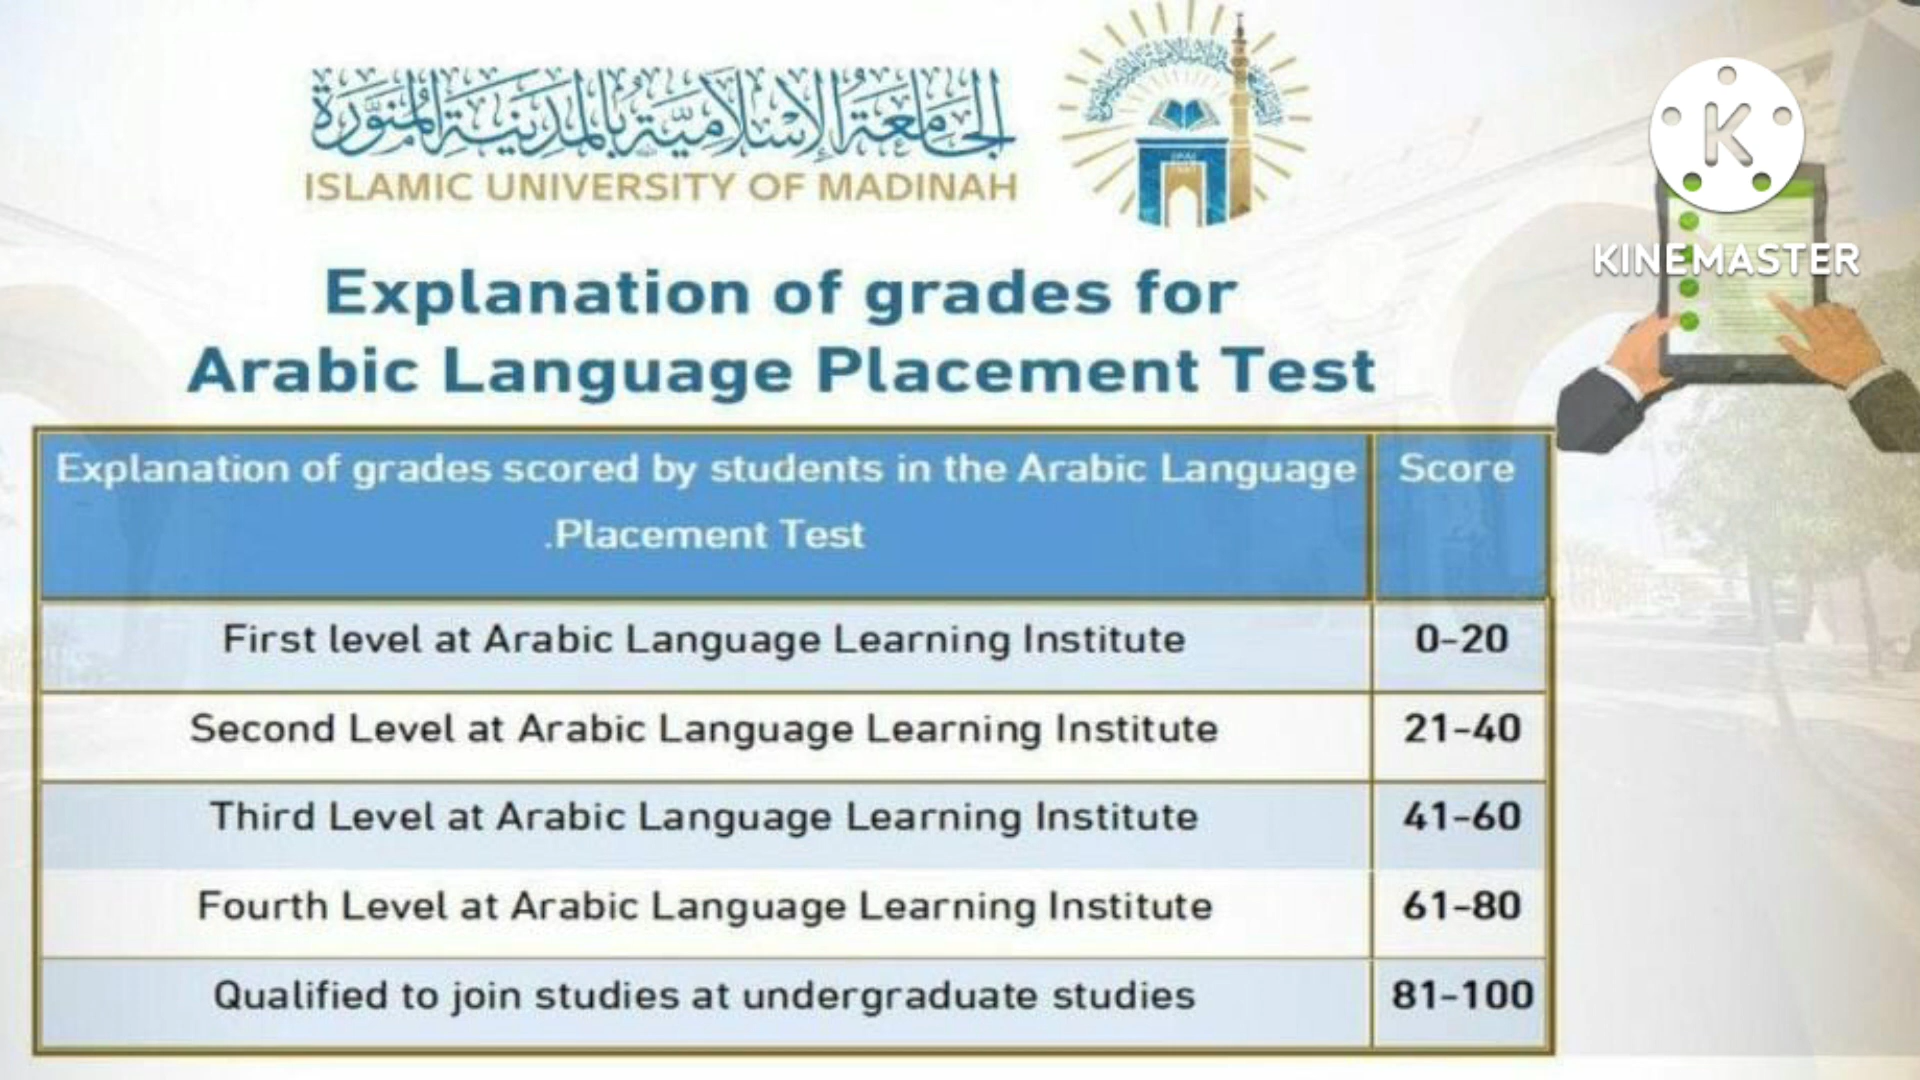 الجامعة الإسلامية بالمدينة المنورة
ISLAMIC UNIVERSITY OF MADINAH
K
KINEMASTER
Explanation of grades for
Arabic Language Placement Test
Explanation of grades scored by students in the Arabic Language Score
.Placement Test
First level at Arabic Language Learning Institute 0-20
Second Level at Arabic Language Learning Institute 21-40
Third Level at Arabic Language Learning Institute 41-60
Fourth Level at Arabic Language Learning Institute 61-80
Qualified to join studies at undergraduate studies 81-100